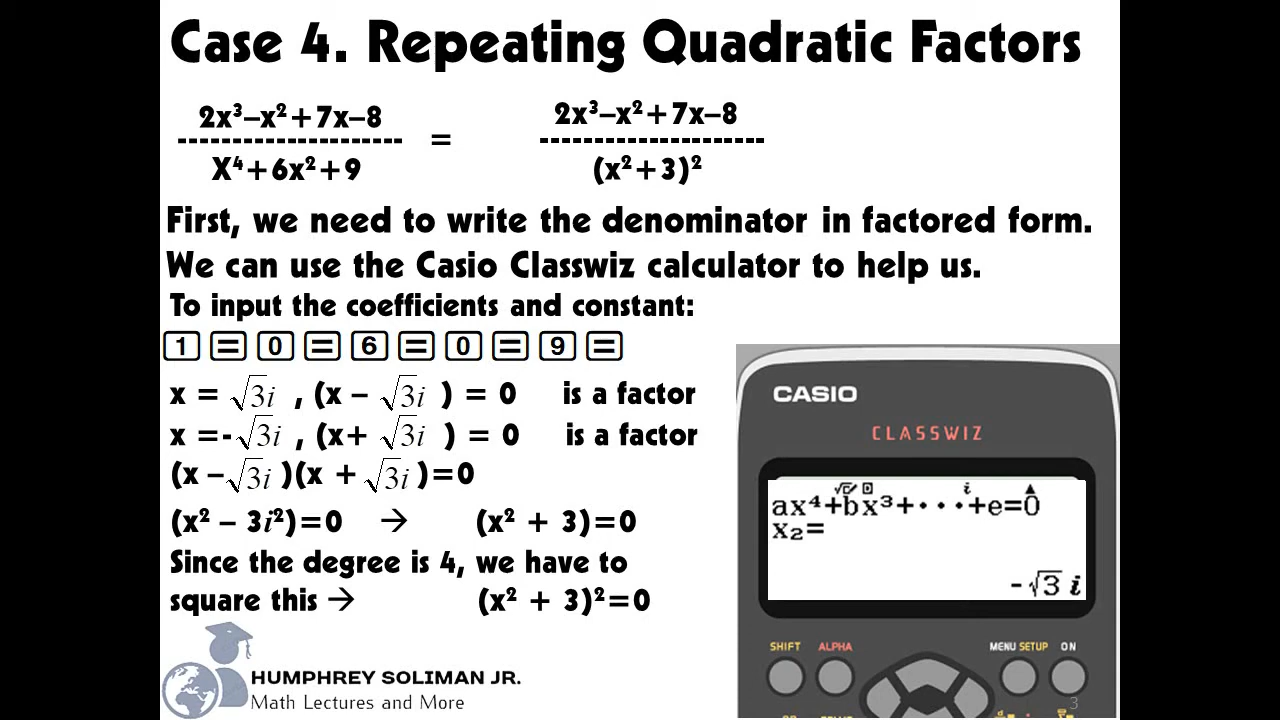 Case 4. Repeating Quadratic Factors
2x³–x²+7x–8 2x³–x²+7x–8
--------------------- = ---------------------
X⁴+6x²+9 (x²+3)²
First, we need to write the denominator in factored form.
We can use the Casio Classwiz calculator to help us.
To input the coefficients and constant:
1 = 0 = 6 = 0 = 9 =
x = √3i , (x – √3i ) = 0 is a factor
x =-√3i , (x+ √3i ) = 0 is a factor
(x –√3i )(x + √3i )=0
(x² – 3i²)=0 → (x² + 3)=0
Since the degree is 4, we have to
square this → (x² + 3)²=0
HUMPHREY SOLIMAN JR.
Math Lectures and More
CASIO
CLASSWIZ
√▱ D i ▲
ax⁴+bx³+···+e=0
x₂=
-√3 i
SHIFT ALPHA MENU SETUP ON
3